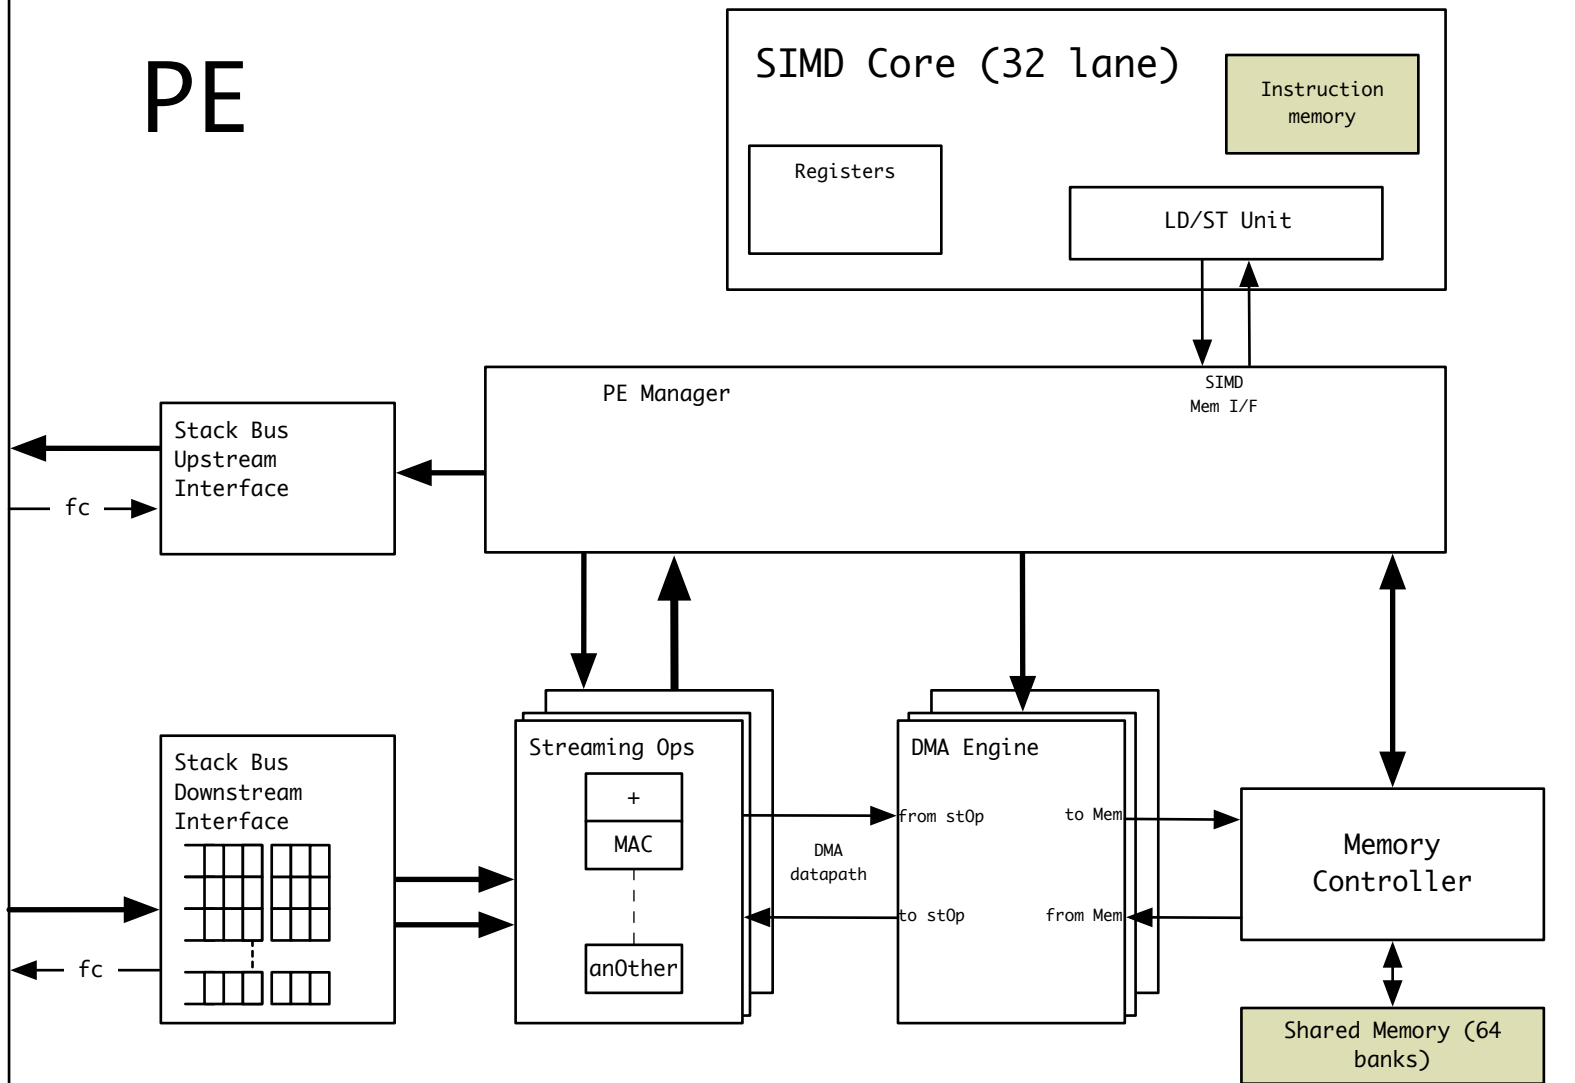 PE
SIMD Core (32 lane)
Instruction
memory
Registers
LD/ST Unit
PE Manager
SIMD
Mem I/F
Stack Bus
Upstream
Interface
fc
Stack Bus
Downstream
Interface
fc
Streaming Ops
+
MAC
anOther
DMA
datapath
DMA Engine
from stOp
to Mem
to stOp
from Mem
Memory
Controller
Shared Memory (64
banks)